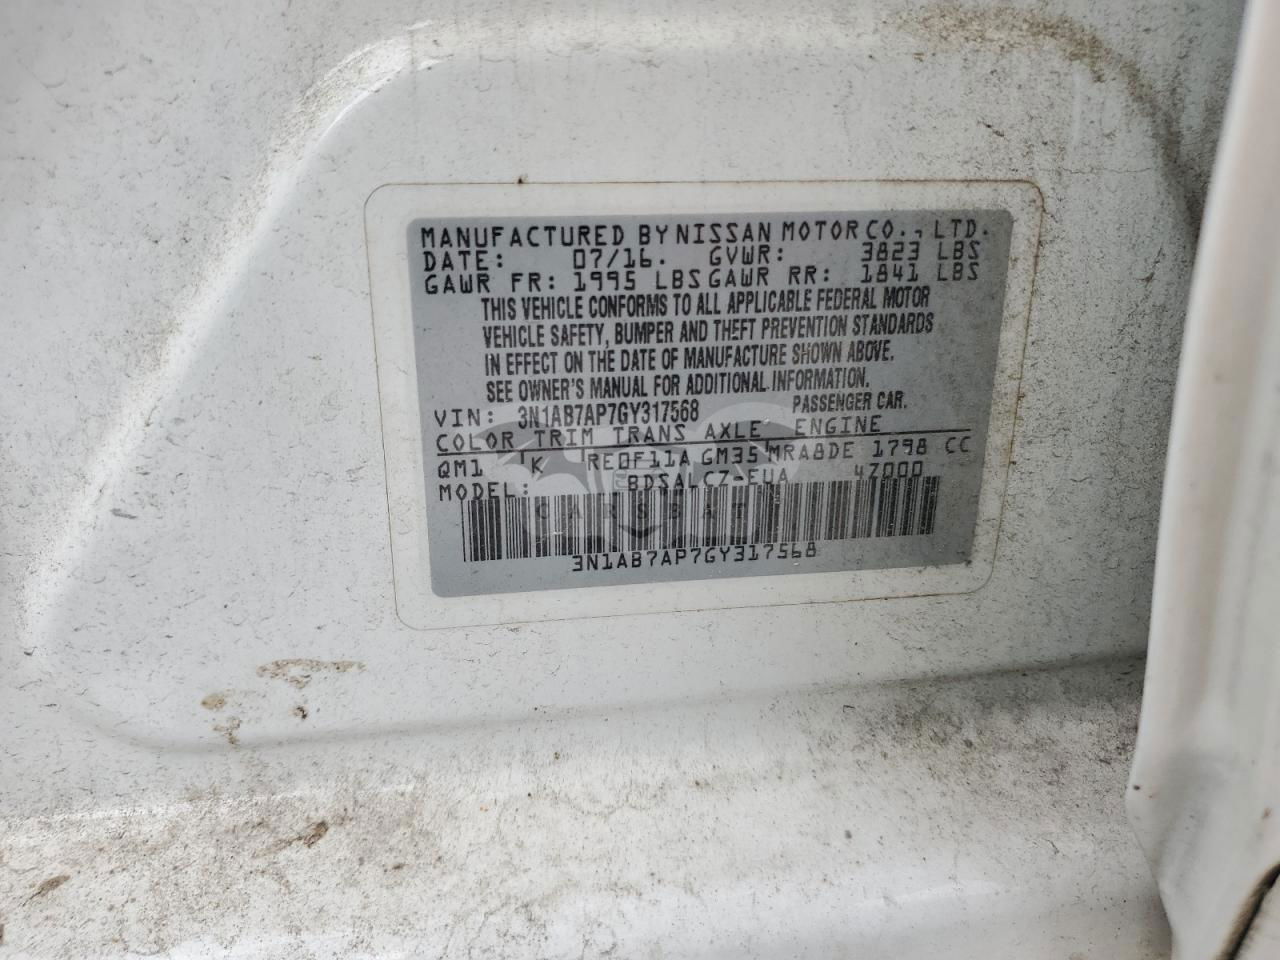 MANUFACTURED BY NISSAN MOTOR CO., LTD.
DATE: 07/16. GVWR: 3823 LBS
GAWR FR: 1995 LBS GAWR RR: 1841 LBS
THIS VEHICLE CONFORMS TO ALL APPLICABLE FEDERAL MOTOR
VEHICLE SAFETY, BUMPER AND THEFT PREVENTION STANDARDS
IN EFFECT ON THE DATE OF MANUFACTURE SHOWN ABOVE.
SEE OWNER'S MANUAL FOR ADDITIONAL INFORMATION.
VIN: 3N1AB7AP7GY317568 PASSENGER CAR.
COLOR TRIM TRANS AXLE ENGINE
QM1 K RE0F11A GM35 MRA8DE 1798 CC
MODEL: BDSALCZ-EUA 4Z000
CARSBAT
3N1AB7AP7GY317568